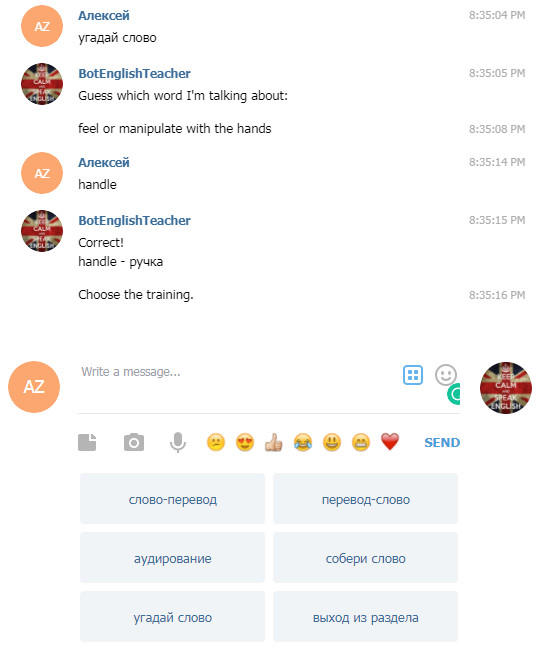 AZ
Алексей
8:35:04 PM
угадай слово
BotEnglishTeacher
8:35:05 PM
Guess which word I'm talking about:
feel or manipulate with the hands
8:35:08 PM
AZ
Алексей
8:35:14 PM
handle
BotEnglishTeacher
8:35:15 PM
Correct!
handle - ручка
Choose the training.
8:35:16 PM
AZ
Write a message...
KEEP
CALM
AND
SPEAK
ENGLISH
SEND
слово-перевод
перевод-слово
аудирование
собери слово
угадай слово
выход из раздела